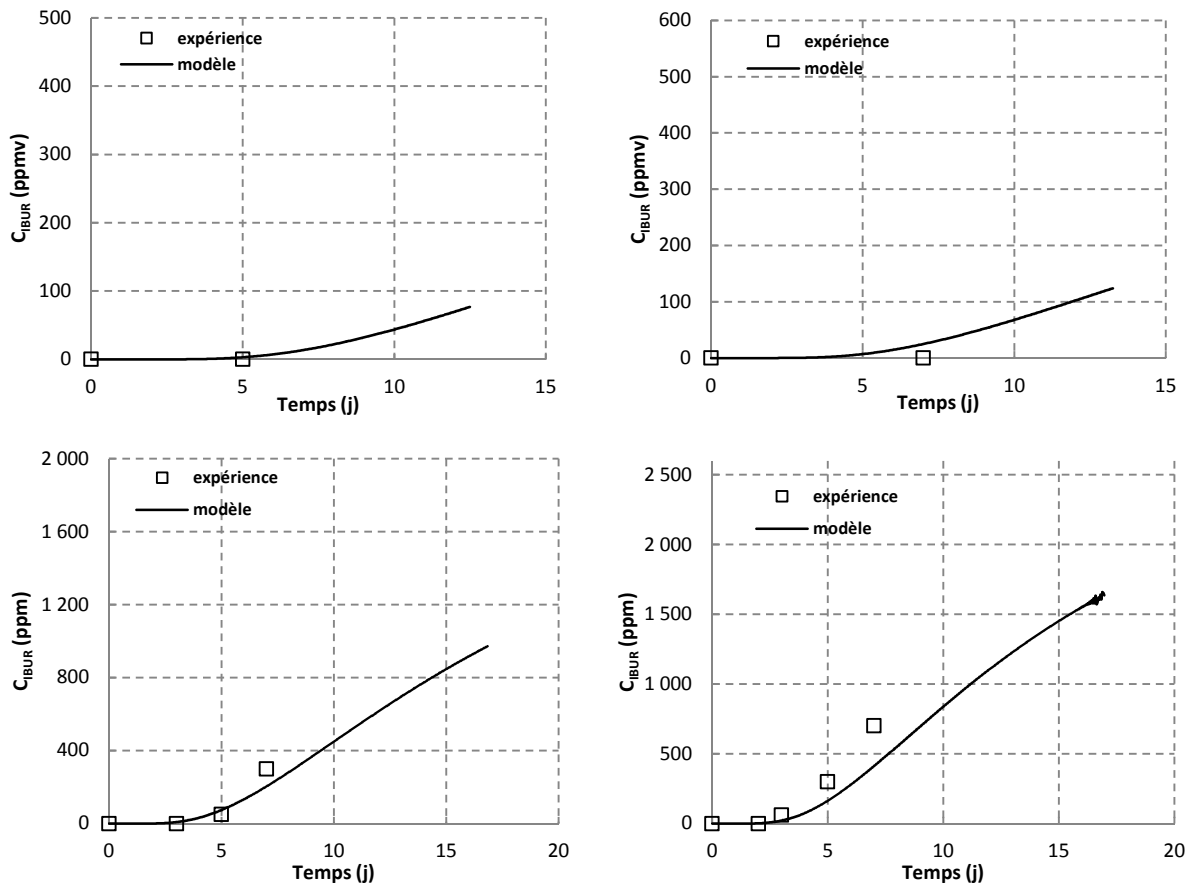 500
400
300
200
100
0
C_IBUR (ppmv)
expérience
modèle
0 5 10 15
Temps (j)
600
500
400
300
200
100
0
C_IBUR (ppmv)
expérience
modèle
0 5 10 15
Temps (j)
2 000
1 600
1 200
800
400
0
C_IBUR (ppm)
expérience
modèle
0 5 10 15 20
Temps (j)
2 500
2 000
1 500
1 000
500
0
C_IBUR (ppm)
expérience
modèle
0 5 10 15 20
Temps (j)